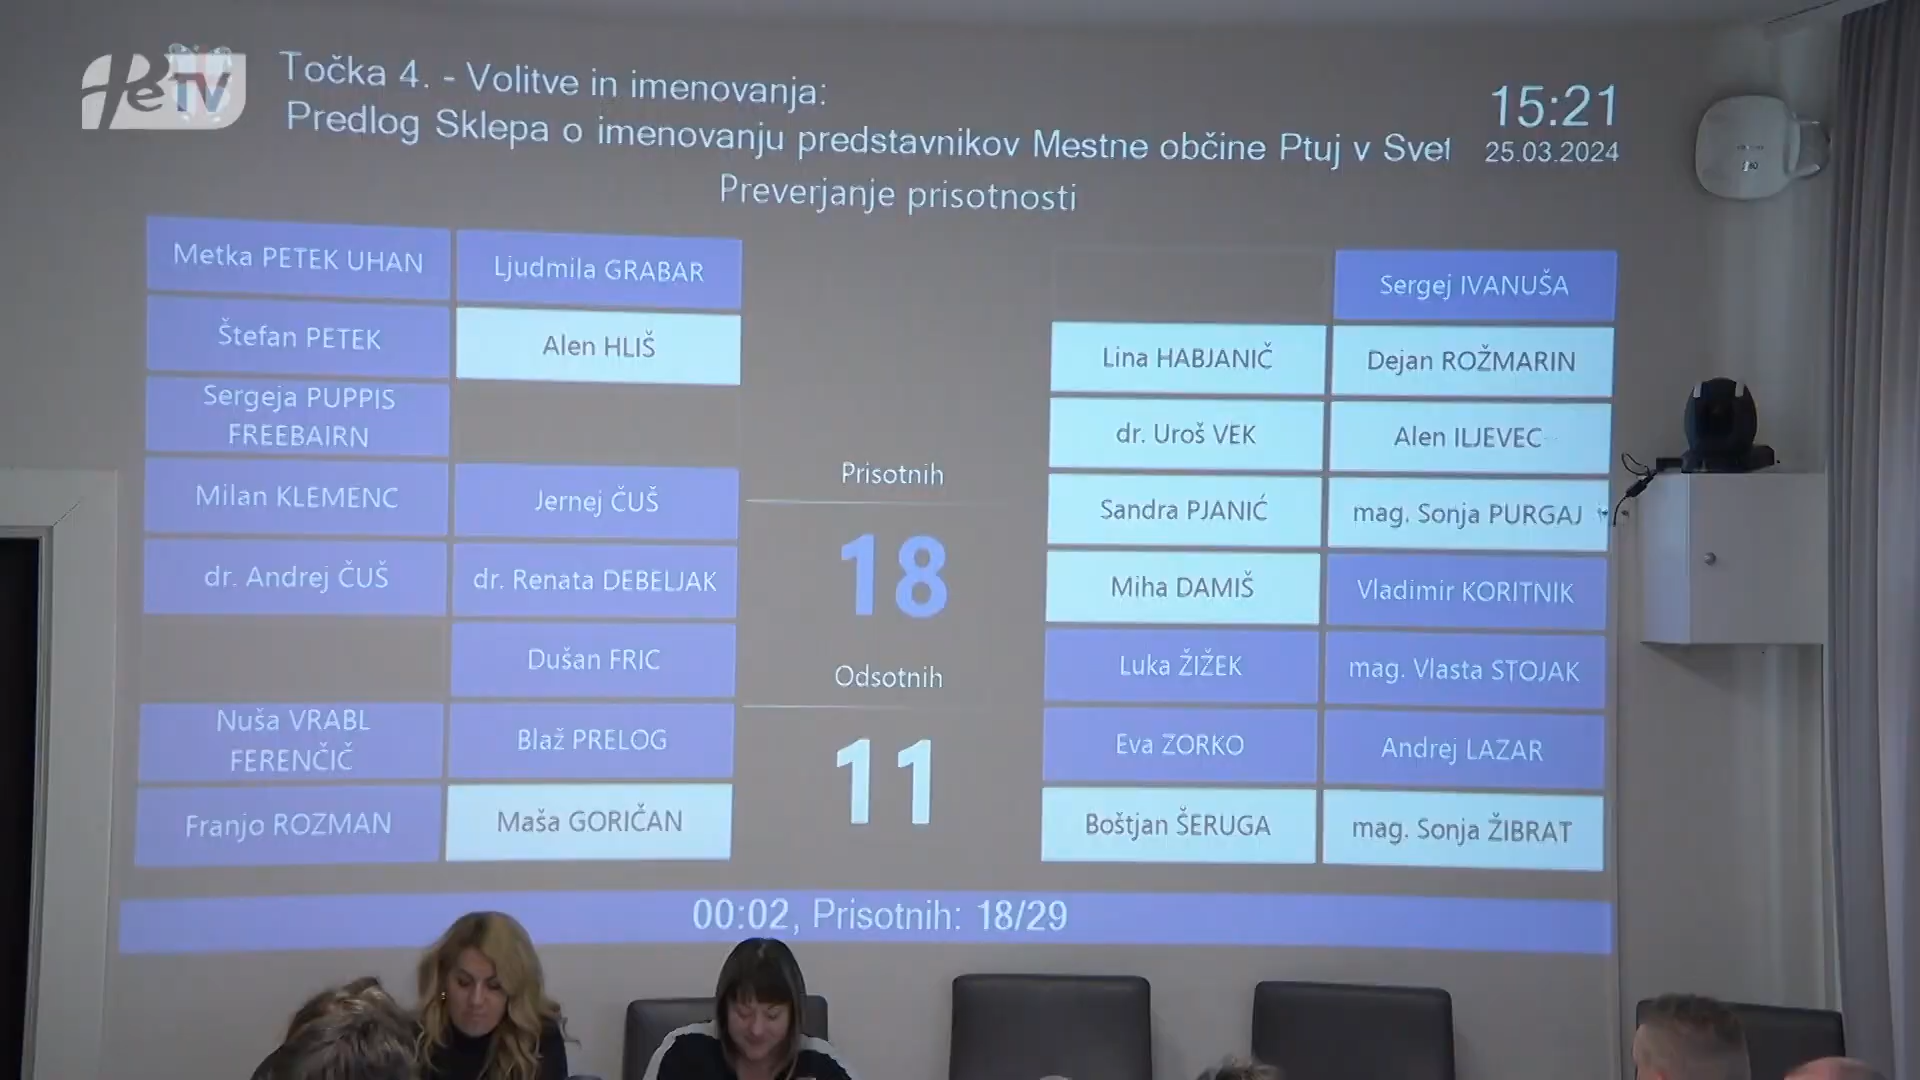 PeTV
Točka 4. - Volitve in imenovanja:
Predlog Sklepa o imenovanju predstavnikov Mestne občine Ptuj v Svet
15:21
25.03.2024
Preverjanje prisotnosti
Metka PETEK UHAN
Ljudmila GRABAR
Sergej IVANUŠA
Štefan PETEK
Alen HLIŠ
Lina HABJANIČ
Dejan ROŽMARIN
Sergeja PUPPIS
FREEBAIRN
dr. Uroš VEK
Alen ILJEVEC
Milan KLEMENC
Jernej ČUŠ
Prisotnih
18
Sandra PJANIĆ
mag. Sonja PURGAJ
dr. Andrej ČUŠ
dr. Renata DEBELJAK
Miha DAMIŠ
Vladimir KORITNIK
Dušan FRIC
Odsotnih
11
Luka ŽIŽEK
mag. Vlasta STOJAK
Nuša VRABL
FERENČIČ
Blaž PRELOG
Eva ZORKO
Andrej LAZAR
Franjo ROZMAN
Maša GORIČAN
Boštjan ŠERUGA
mag. Sonja ŽIBRAT
00:02, Prisotnih: 18/29